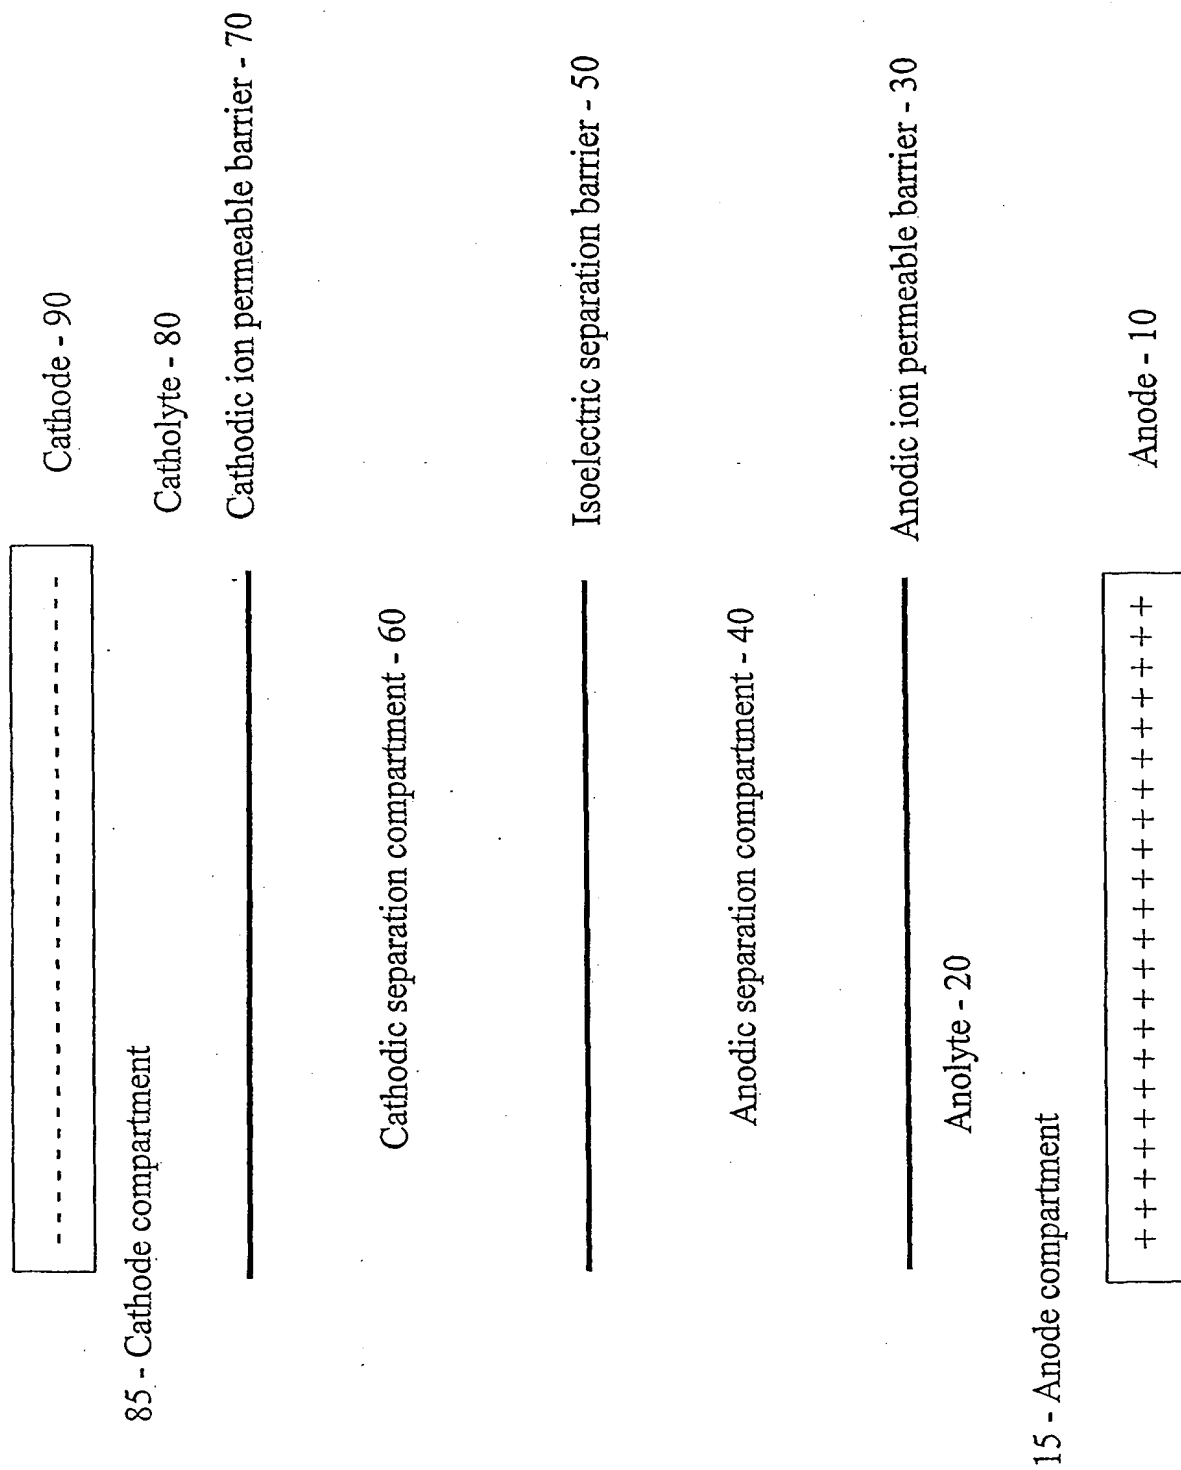 Cathode - 90
85 - Cathode compartment
Catholyte - 80
Cathodic ion permeable barrier - 70
Cathodic separation compartment - 60
Isoelectric separation barrier - 50
Anodic separation compartment - 40
Anodic ion permeable barrier - 30
Anolyte - 20
15 - Anode compartment
Anode - 10